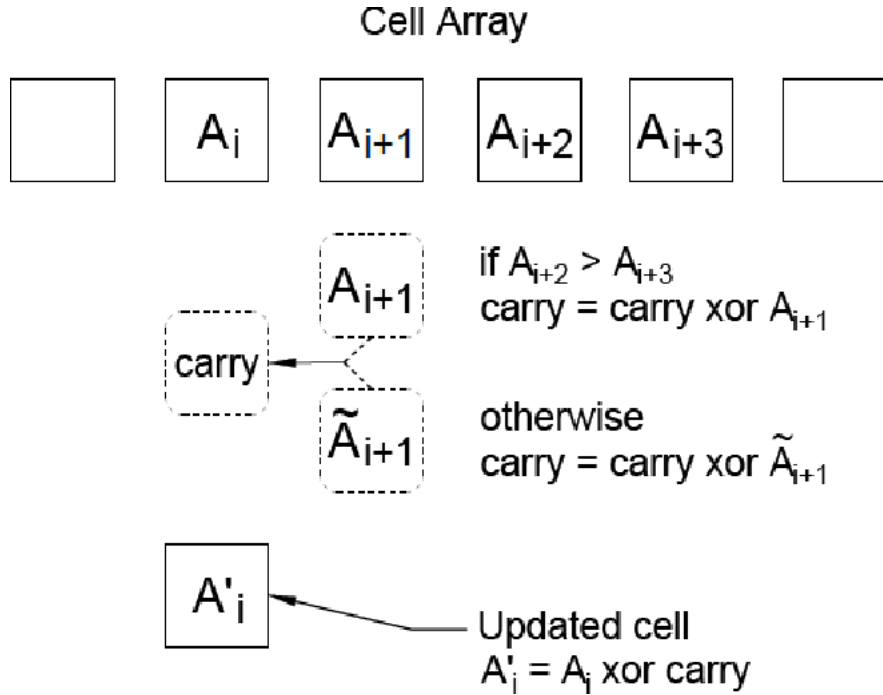 Cell Array
Aᵢ Aᵢ₊₁ Aᵢ₊₂ Aᵢ₊₃
Aᵢ₊₁
if Aᵢ₊₂ > Aᵢ₊₃
carry = carry xor Aᵢ₊₁
carry
Ãᵢ₊₁
otherwise
carry = carry xor Ãᵢ₊₁
A'ᵢ
Updated cell
A'ᵢ = Aᵢ xor carry